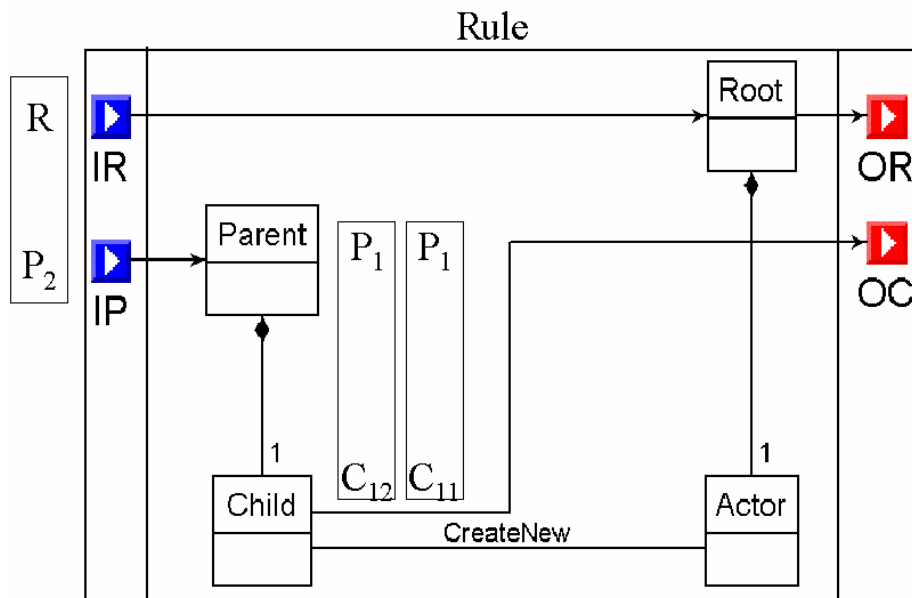 Rule
R
IR
Root
OR
Parent
P₁ P₁
P₂
IP
OC
1
1
C₁₂ C₁₁
Child
Actor
CreateNew